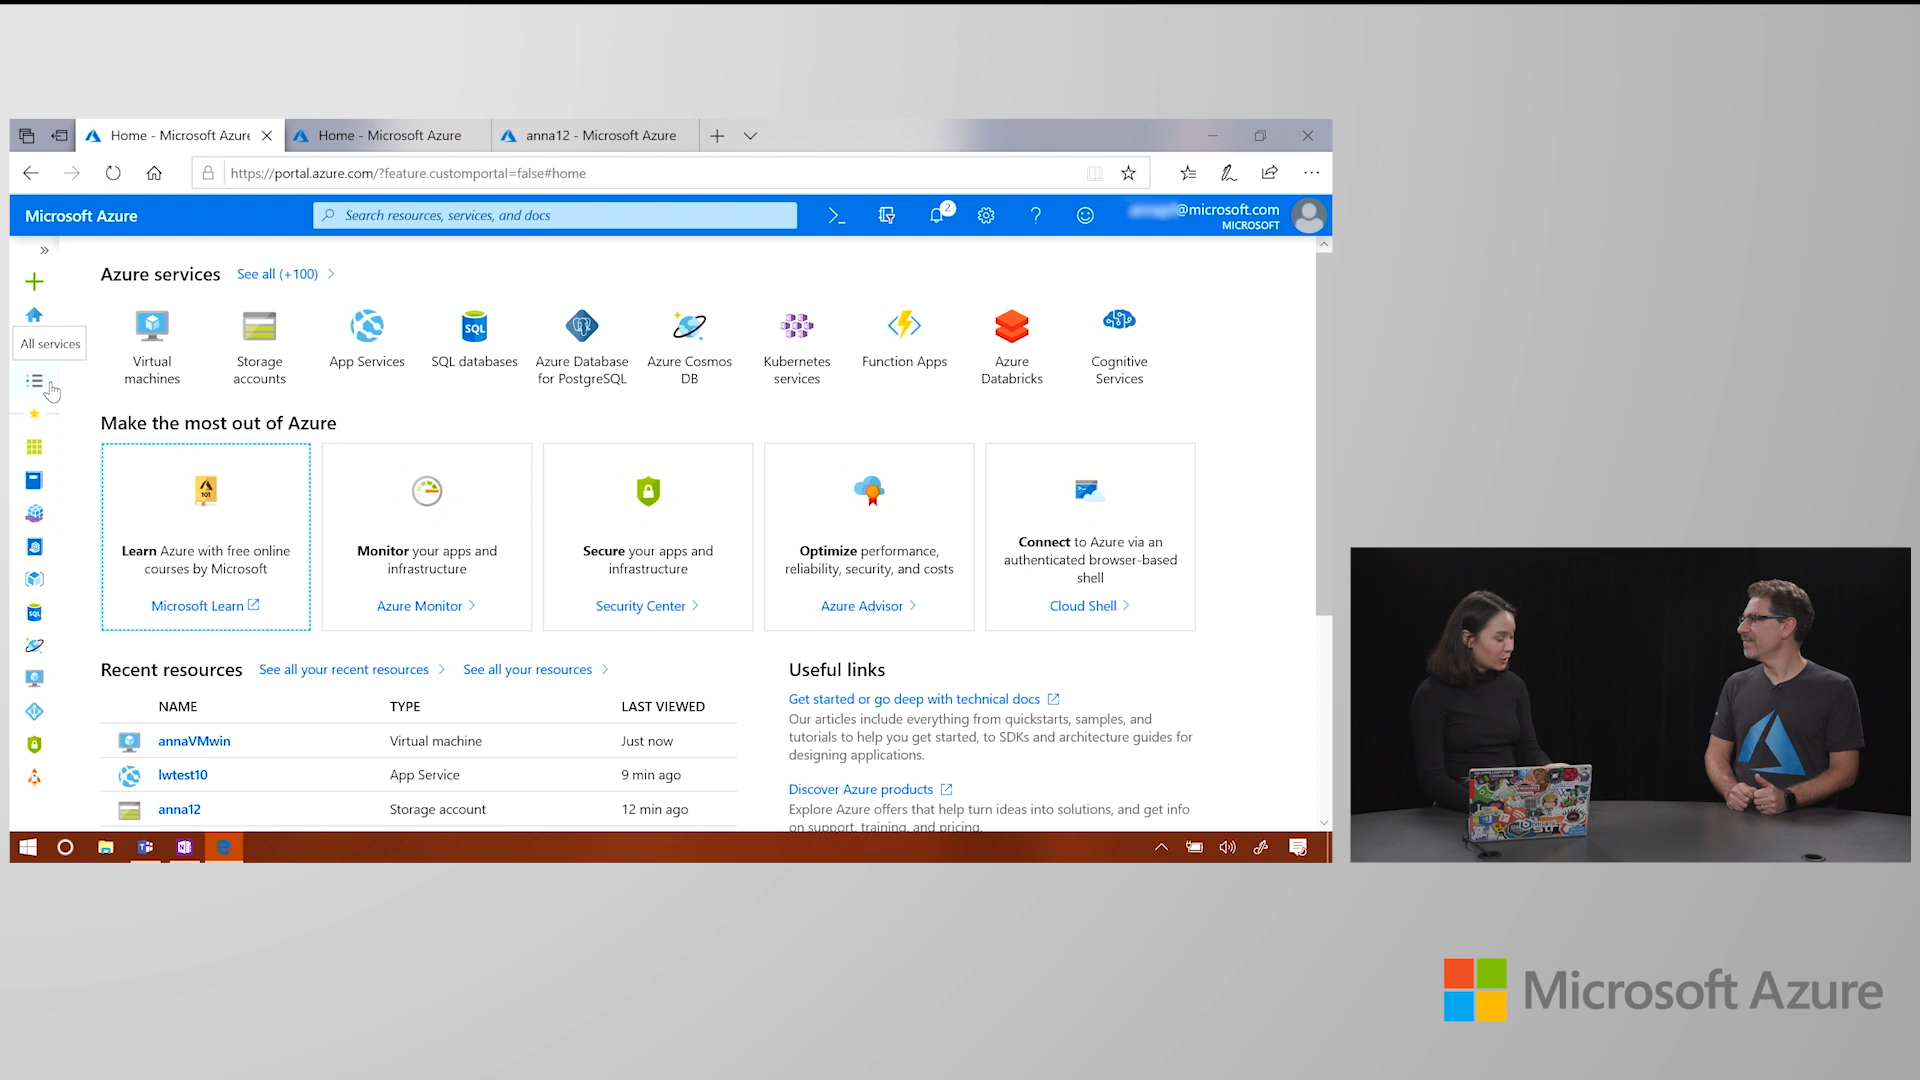 Home - Microsoft Azure
Home - Microsoft Azure
anna12 - Microsoft Azure
https://portal.azure.com/?feature.customportal=false#home
Microsoft Azure
Search resources, services, and docs
2
@microsoft.com
MICROSOFT
Azure services
See all (+100)
All services
Virtual machines
Storage accounts
App Services
SQL
SQL databases
Azure Database for PostgreSQL
Azure Cosmos DB
Kubernetes services
Function Apps
Azure Databricks
Cognitive Services
Make the most out of Azure
101
Learn Azure with free online
courses by Microsoft
Microsoft Learn
Monitor your apps and
infrastructure
Azure Monitor
Secure your apps and
infrastructure
Security Center
Optimize performance,
reliability, security, and costs
Azure Advisor
Connect to Azure via an
authenticated browser-based
shell
Cloud Shell
SQL
Recent resources
See all your recent resources
See all your resources
NAME TYPE LAST VIEWED
annaVMwin Virtual machine Just now
lwtest10 App Service 9 min ago
anna12 Storage account 12 min ago
Useful links
Get started or go deep with technical docs
Our articles include everything from quickstarts, samples, and
tutorials to help you get started, to SDKs and architecture guides for
designing applications.
Discover Azure products
Explore Azure offers that help turn ideas into solutions, and get info
on support, training, and pricing.
Microsoft Azure